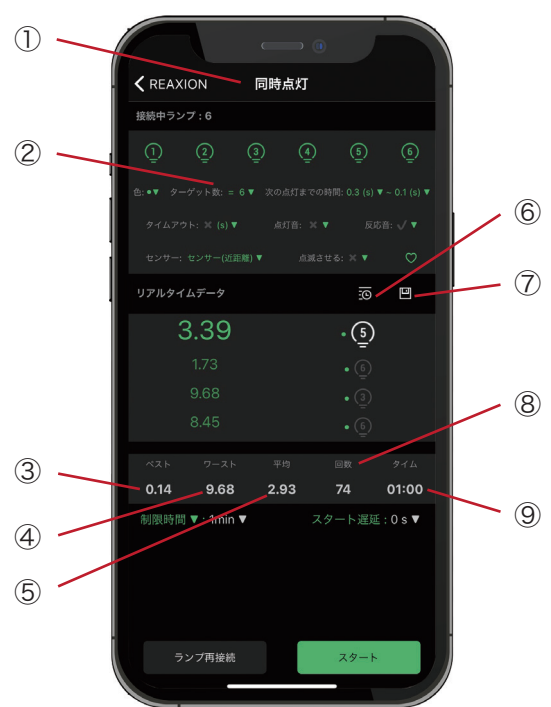 ①
②
③
④
⑤
⑥
⑦
⑧
⑨
REAXION 同時点灯
接続中ランプ : 6
1 2 3 4 5 6
色: ●▼ ターゲット数: = 6 ▼ 次の点灯までの時間: 0.3 (s) ▼ ~ 0.1 (s) ▼
タイムアウト: ✕ (s) ▼ 点灯音: ✕ ▼ 反応音: ✓ ▼
センサー: センサー(近距離) ▼ 点滅させる: ✕ ▼ ♡
リアルタイムデータ
3.39 5
1.73 6
9.68 3
8.45 6
ベスト ワースト 平均 回数 タイム
0.14 9.68 2.93 74 01:00
制限時間 ▼ : 1min ▼ スタート遅延 : 0 s ▼
ランプ再接続 スタート